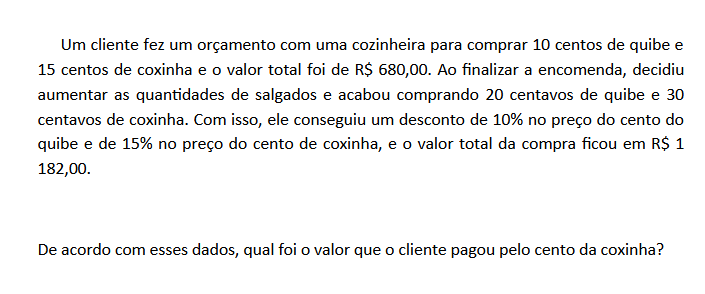 Um cliente fez um orçamento com uma cozinheira para comprar 10 centos de quibe e
15 centos de coxinha e o valor total foi de R$ 680,00. Ao finalizar a encomenda, decidiu
aumentar as quantidades de salgados e acabou comprando 20 centavos de quibe e 30
centavos de coxinha. Com isso, ele conseguiu um desconto de 10% no preço do cento do
quibe e de 15% no preço do cento de coxinha, e o valor total da compra ficou em R$ 1
182,00.
De acordo com esses dados, qual foi o valor que o cliente pagou pelo cento da coxinha?